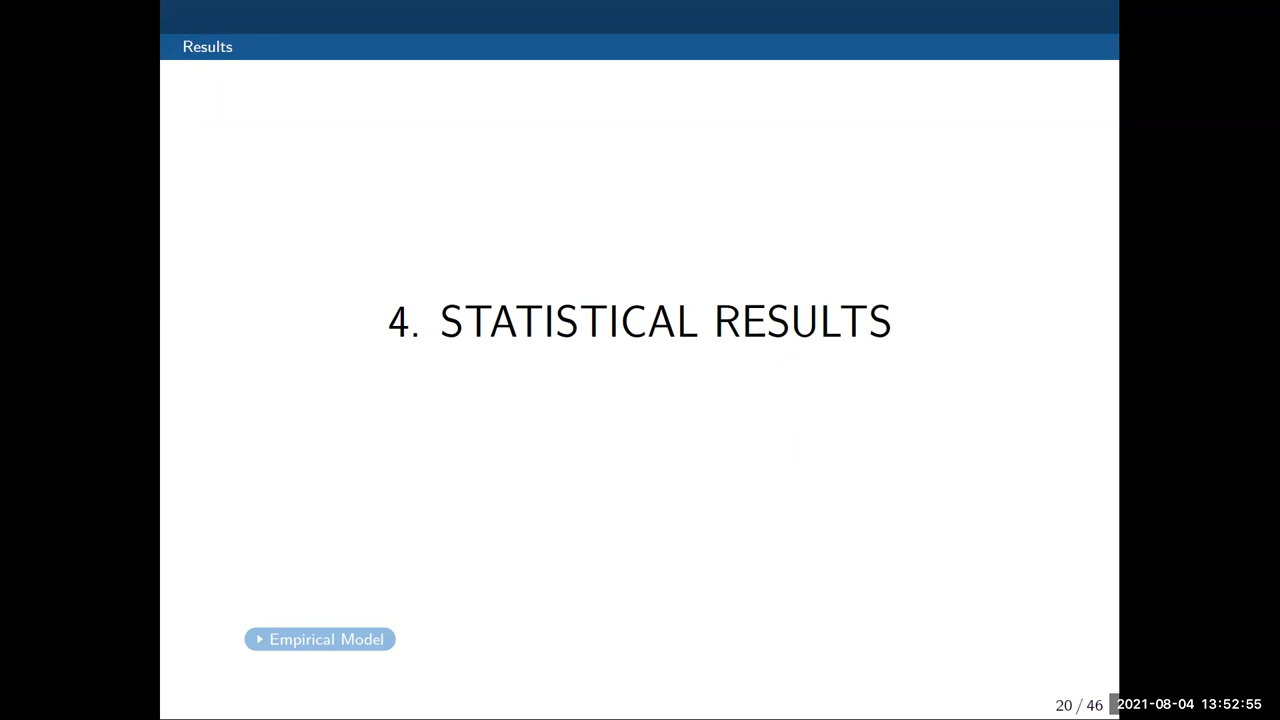 Results
4. STATISTICAL RESULTS
Empirical Model
20 / 46
2021-08-04 13:52:55